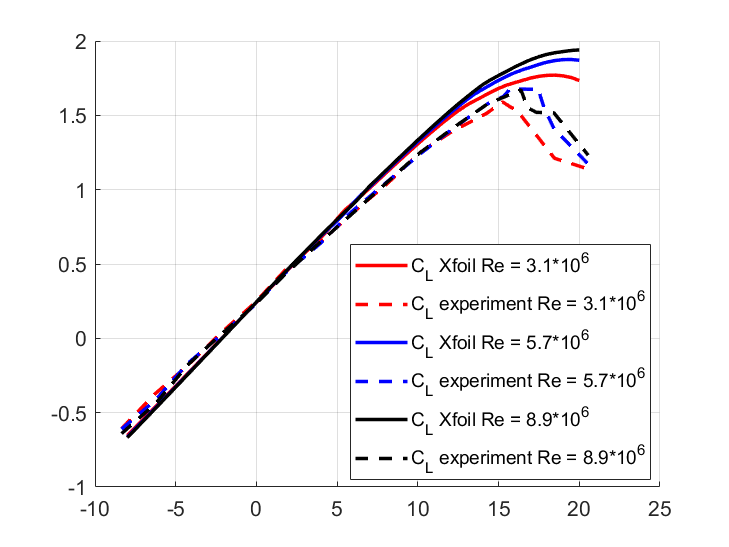 2
1.5
1
0.5
0
-0.5
-1
-10 -5 0 5 10 15 20 25
C_L Xfoil Re = 3.1*10^6
C_L experiment Re = 3.1*10^6
C_L Xfoil Re = 5.7*10^6
C_L experiment Re = 5.7*10^6
C_L Xfoil Re = 8.9*10^6
C_L experiment Re = 8.9*10^6